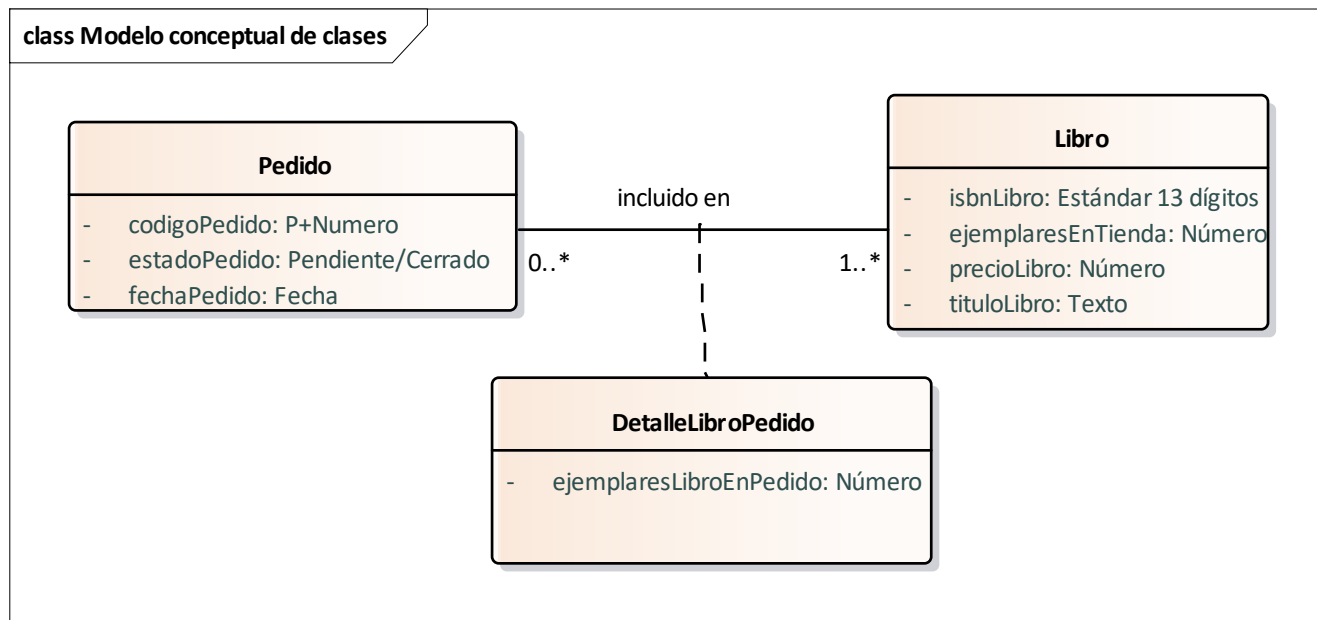 class Modelo conceptual de clases
Pedido
- codigoPedido: P+Numero
- estadoPedido: Pendiente/Cerrado
- fechaPedido: Fecha
incluido en
0..*
1..*
Libro
- isbnLibro: Estándar 13 dígitos
- ejemplaresEnTienda: Número
- precioLibro: Número
- tituloLibro: Texto
DetalleLibroPedido
- ejemplaresLibroEnPedido: Número